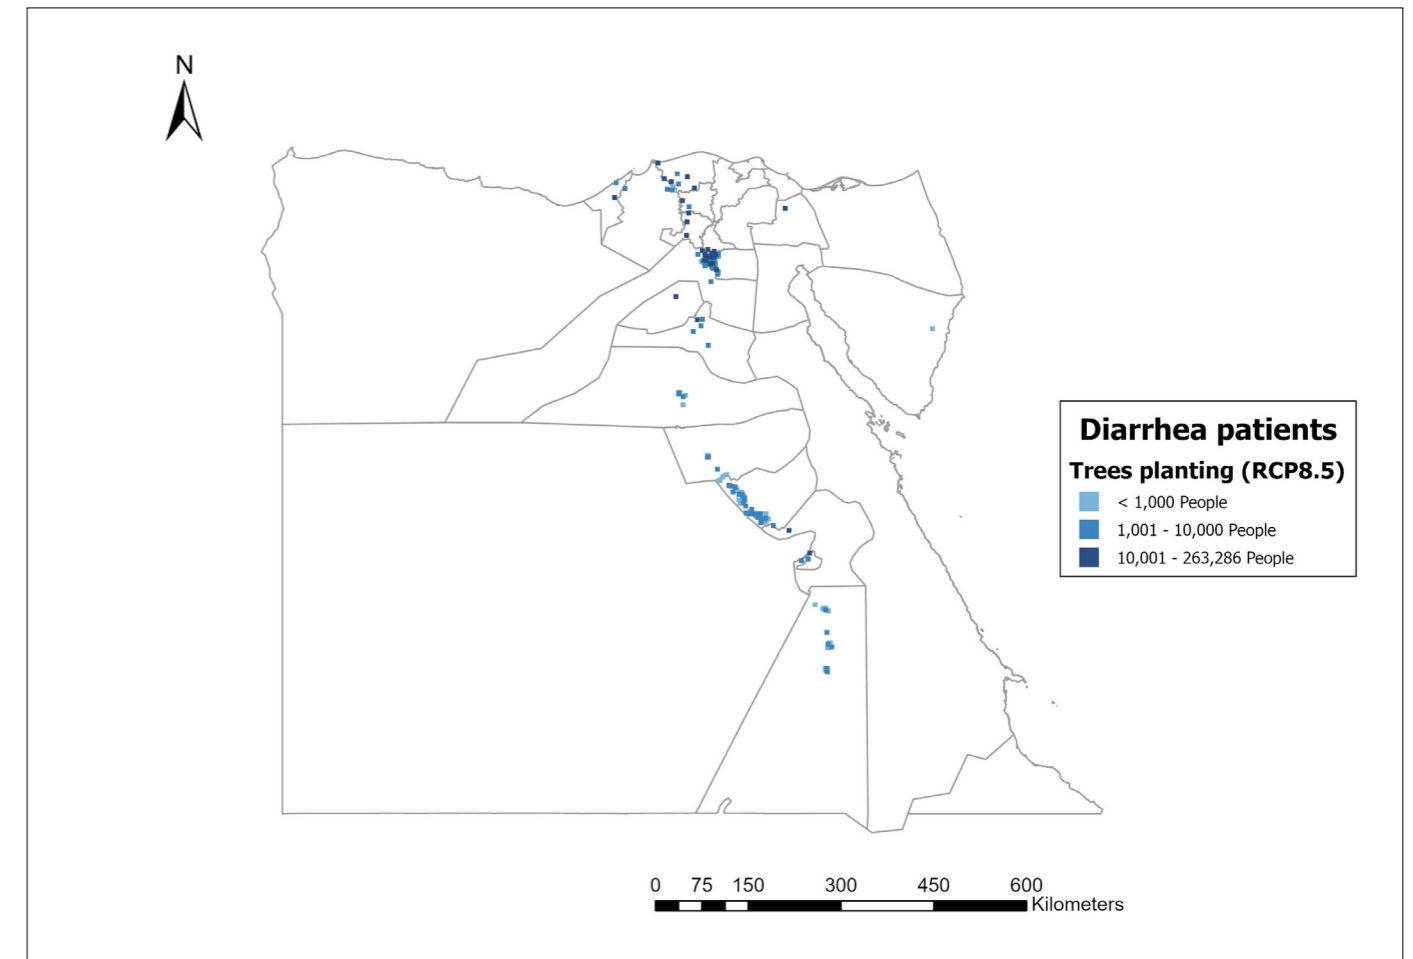 N
Diarrhea patients
Trees planting (RCP8.5)
< 1,000 People
1,001 - 10,000 People
10,001 - 263,286 People
0 75 150 300 450 600
Kilometers